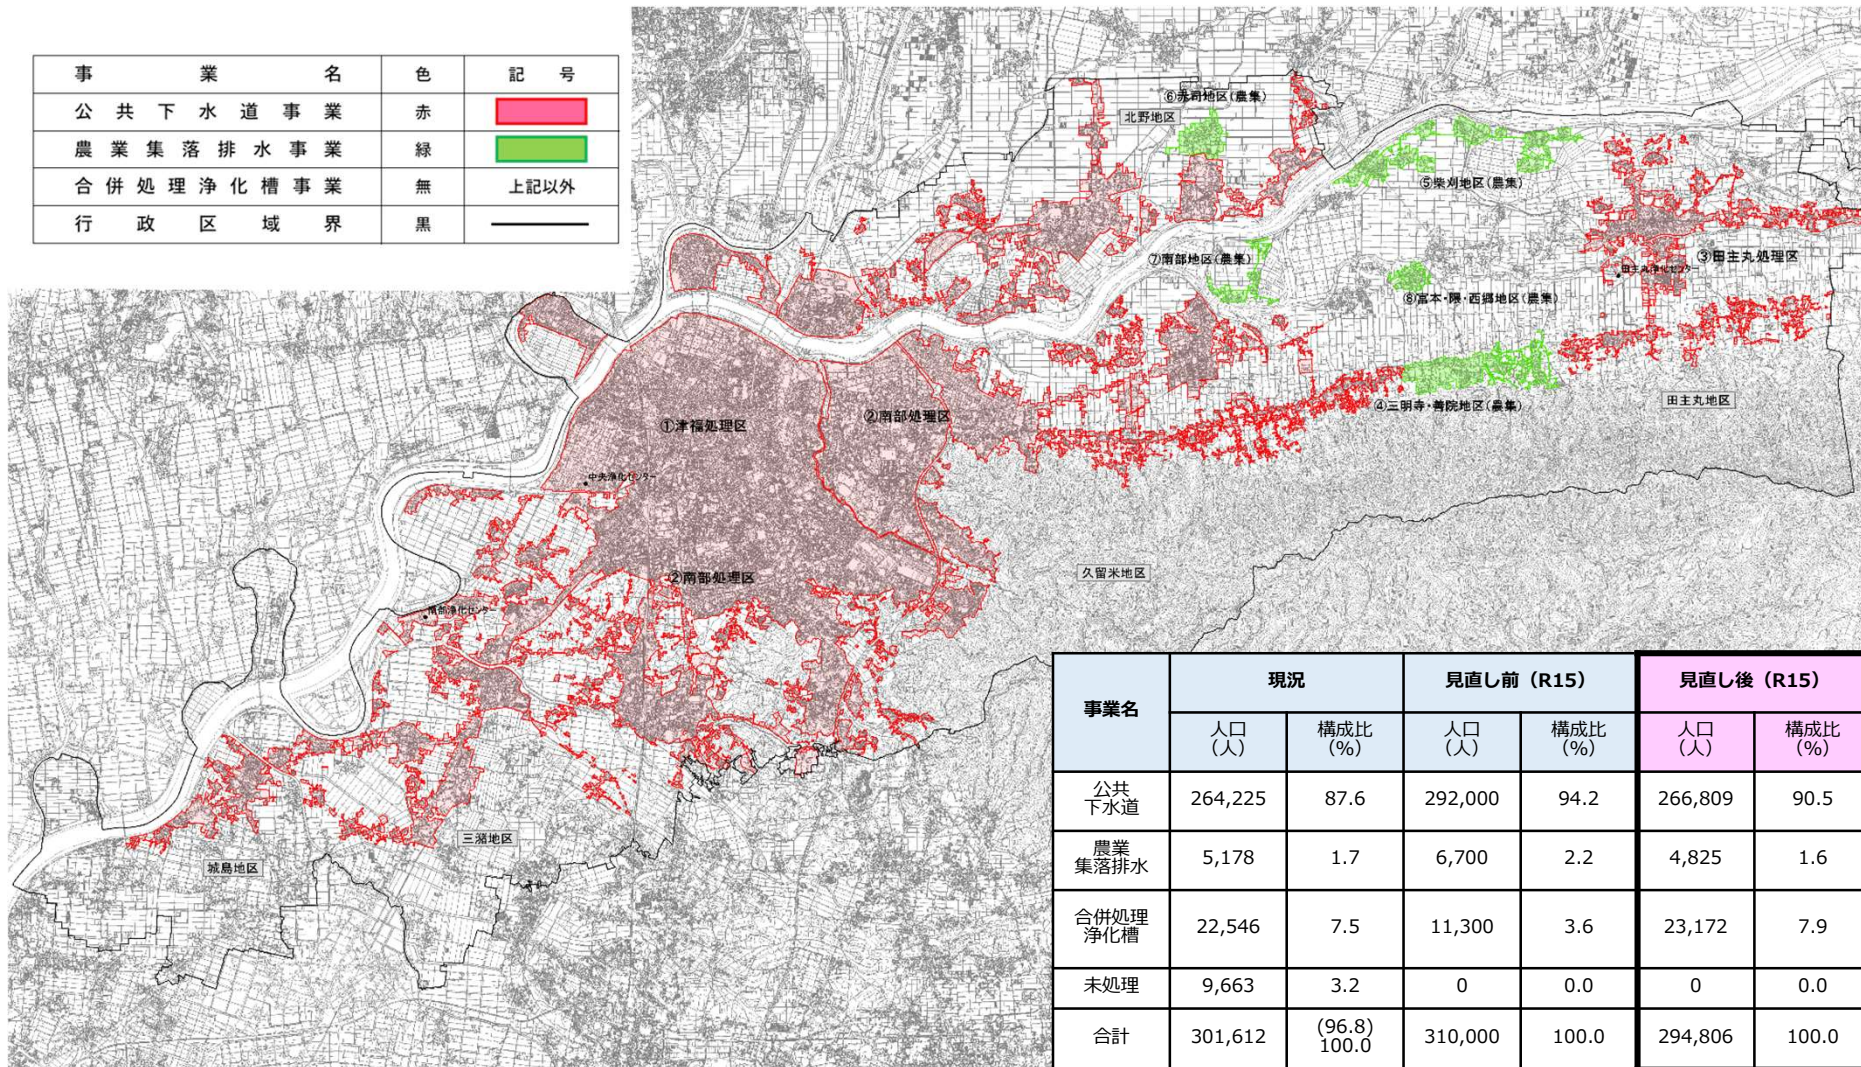 事業名 色 記号
公共下水道事業 赤
農業集落排水事業 緑
合併処理浄化槽事業 無 上記以外
行政区域界 黒
⑥赤司地区(農集)
北野地区
⑤柴刈地区(農集)
⑦南部地区(農集)
③田主丸処理区
田主丸浄化センター
⑧宮本・隈・西郷地区(農集)
④三明寺・善院地区(農集)
田主丸地区
①津福処理区
②南部処理区
中央浄化センター
②南部処理区
久留米地区
南部浄化センター
三潴地区
城島地区
事業名 現況 見直し前（R15） 見直し後（R15）
人口（人） 構成比（%） 人口（人） 構成比（%） 人口（人） 構成比（%）
公共下水道 264,225 87.6 292,000 94.2 266,809 90.5
農業集落排水 5,178 1.7 6,700 2.2 4,825 1.6
合併処理浄化槽 22,546 7.5 11,300 3.6 23,172 7.9
未処理 9,663 3.2 0 0.0 0 0.0
合計 301,612 (96.8) 100.0 310,000 100.0 294,806 100.0